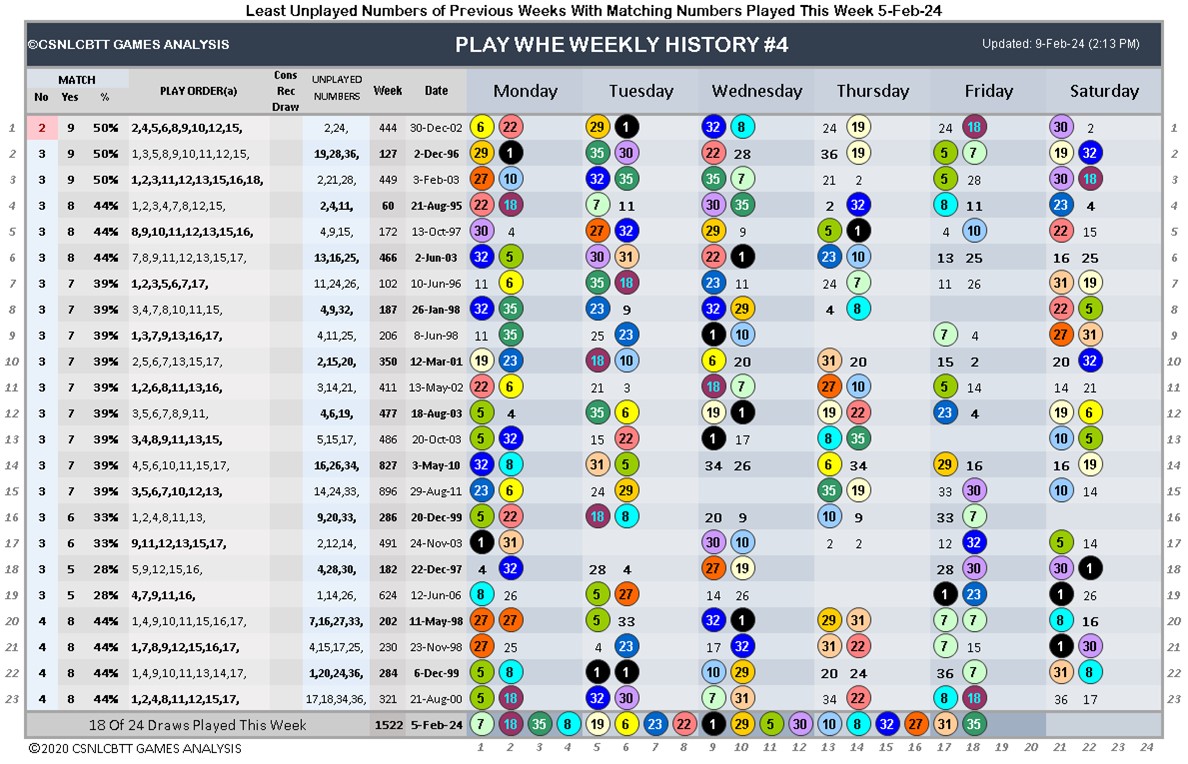 Least Unplayed Numbers of Previous Weeks With Matching Numbers Played This Week 5-Feb-24
©CSNLCBTT GAMES ANALYSIS PLAY WHE WEEKLY HISTORY #4 Updated: 9-Feb-24 (2:13 PM)
MATCH
No Yes % PLAY ORDER(a) Cons Rec Draw UNPLAYED NUMBERS Week Date Monday Tuesday Wednesday Thursday Friday Saturday
1 2 9 50% 2,4,5,6,8,9,10,12,15, 2,24, 444 30-Dec-02 6 22 29 1 32 8 24 19 24 18 30 2 1
2 3 9 50% 1,3,5,8,9,10,11,12,15, 19,28,36, 127 2-Dec-96 29 1 35 30 22 28 36 19 5 7 19 32 2
3 3 9 50% 1,2,3,11,12,13,15,16,18, 2,21,28 449 3-Feb-03 27 10 32 35 35 7 21 2 5 28 30 18 3
4 3 8 44% 1,2,3,4,7,8,12,15, 2,4,11, 60 21-Aug-95 22 18 7 11 30 35 2 32 8 11 23 4 4
5 3 8 44% 8,9,10,11,12,13,15,16, 4,9,15, 172 13-Oct-97 30 4 27 32 29 9 5 1 4 10 22 15 5
6 3 8 44% 7,8,9,11,12,13,15,17, 13,16,25, 466 2-Jun-03 32 5 30 31 22 1 23 10 13 25 16 25 6
7 3 7 39% 1,2,3,5,6,7,17, 11,24,26, 102 10-Jun-96 11 6 35 18 23 11 24 7 11 26 31 19 7
8 3 7 39% 3,4,7,8,10,11,15, 4,9,32, 187 26-Jan-98 32 35 23 9 32 29 4 8 22 5 8
9 3 7 39% 1,3,7,9,13,16,17, 4,11,25, 206 8-Jun-98 11 35 25 23 1 10 7 4 27 31 9
10 3 7 39% 2,5,6,7,13,15,17, 2,15,20, 350 12-Mar-01 19 23 18 10 6 20 31 20 15 2 20 32 10
11 3 7 39% 1,2,6,8,11,13,16, 3,14,21, 411 13-May-02 22 6 21 3 18 7 27 10 5 14 14 21 11
12 3 7 39% 3,5,6,7,8,9,11, 4,6,19, 477 18-Aug-03 5 4 35 6 19 1 19 22 23 4 19 6 12
13 3 7 39% 3,4,8,9,11,13,15, 5,15,17, 486 20-Oct-03 5 32 15 22 1 17 8 35 10 5 13
14 3 7 39% 4,5,6,10,11,15,17, 16,26,34, 827 3-May-10 32 8 31 5 34 26 6 34 29 16 16 19 14
15 3 7 39% 3,5,6,7,10,12,13, 14,24,33, 896 29-Aug-11 23 6 24 29 35 19 33 30 10 14 15
16 3 6 33% 1,2,4,8,11,13, 9,20,33, 286 20-Dec-99 5 22 18 8 20 9 10 9 33 7 16
17 3 6 33% 9,11,12,13,15,17, 2,12,14, 491 24-Nov-03 1 31 30 10 2 2 12 32 5 14 17
18 3 5 28% 5,9,12,15,16, 4,28,30, 182 22-Dec-97 4 32 28 4 27 19 28 30 30 1 18
19 3 5 28% 4,7,9,11,16, 1,14,26, 624 12-Jun-06 8 26 5 27 14 26 1 23 1 26 19
20 4 8 44% 1,4,9,10,11,15,16,17, 7,16,27,33, 202 11-May-98 27 27 5 33 32 1 29 31 7 7 8 16 20
21 4 8 44% 1,7,8,9,12,15,16,17, 4,15,17,25, 230 23-Nov-98 27 25 4 23 17 32 31 22 7 15 1 30 21
22 4 8 44% 1,4,9,10,11,13,14,17, 1,20,24,36, 284 6-Dec-99 5 8 1 1 10 29 20 24 36 7 31 8 22
23 4 8 44% 1,2,4,8,11,12,15,17, 17,18,34,36, 321 21-Aug-00 5 18 32 30 7 31 34 22 8 18 36 17 23
18 Of 24 Draws Played This Week 1522 5-Feb-24 7 18 35 8 19 6 23 22 1 29 5 30 10 8 32 27 31 35
©2020 CSNLCBTT GAMES ANALYSIS 1 2 3 4 5 6 7 8 9 10 11 12 13 14 15 16 17 18 19 20 21 22 23 24